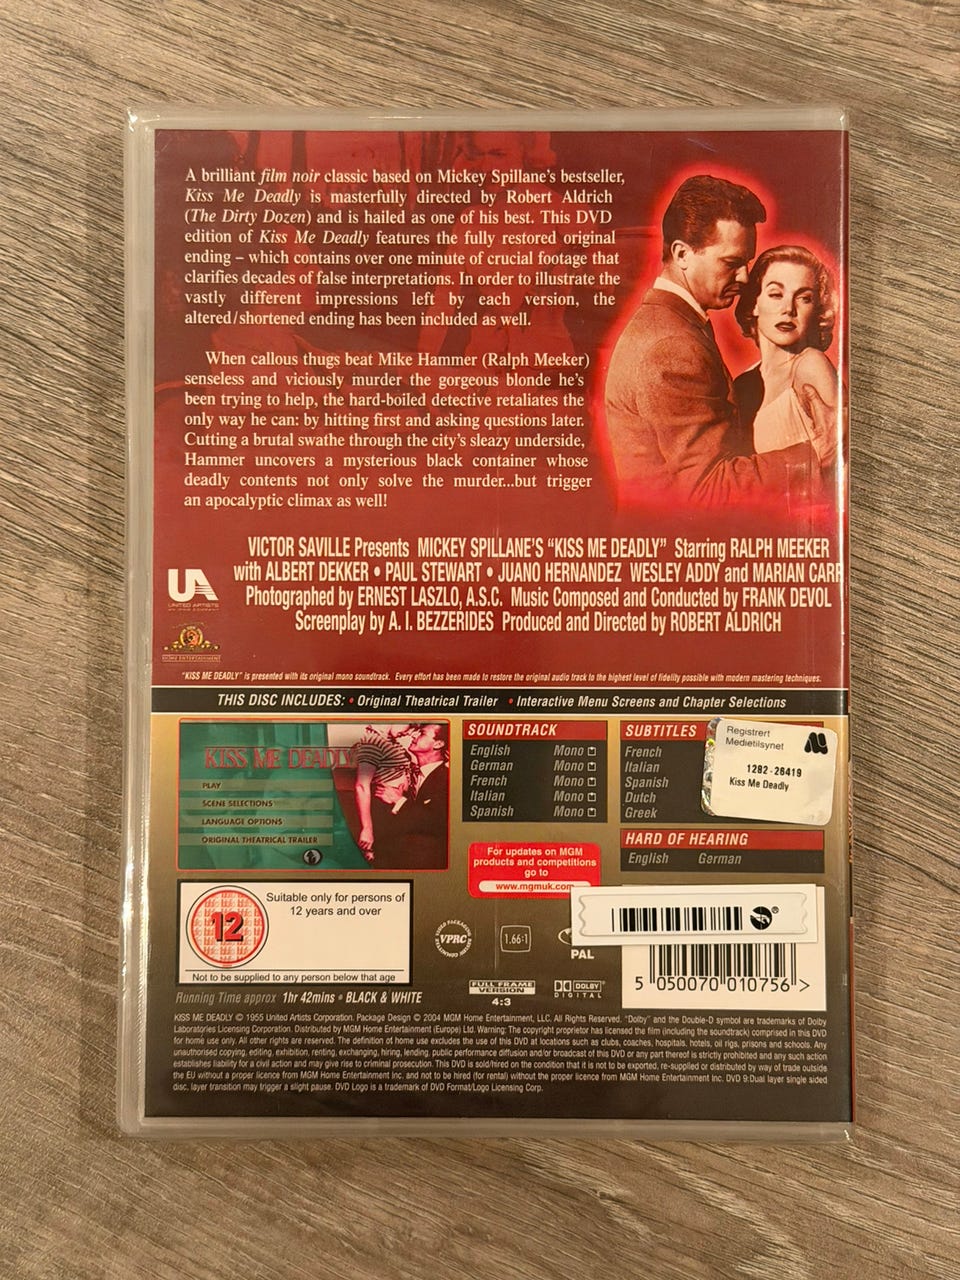 A brilliant film noir classic based on Mickey Spillane's bestseller,
Kiss Me Deadly is masterfully directed by Robert Aldrich
(The Dirty Dozen) and is hailed as one of his best. This DVD
edition of Kiss Me Deadly features the fully restored original
ending – which contains over one minute of crucial footage that
clarifies decades of false interpretations. In order to illustrate the
vastly different impressions left by each version, the
altered/shortened ending has been included as well.
When callous thugs beat Mike Hammer (Ralph Meeker)
senseless and viciously murder the gorgeous blonde he's
been trying to help, the hard-boiled detective retaliates the
only way he can: by hitting first and asking questions later.
Cutting a brutal swathe through the city's sleazy underside,
Hammer uncovers a mysterious black container whose
deadly contents not only solve the murder...but trigger
an apocalyptic climax as well!
VICTOR SAVILLE Presents MICKEY SPILLANE'S "KISS ME DEADLY" Starring RALPH MEEKER
with ALBERT DEKKER • PAUL STEWART • JUANO HERNANDEZ WESLEY ADDY and MARIAN CARR
Photographed by ERNEST LASZLO, A.S.C. Music Composed and Conducted by FRANK DEVOL
Screenplay by A. I. BEZZERIDES Produced and Directed by ROBERT ALDRICH
UA
UNITED ARTISTS
HOME ENTERTAINMENT
"KISS ME DEADLY" is presented with its original mono soundtrack. Every effort has been made to restore the original audio track to the highest level of fidelity possible with modern mastering techniques.
THIS DISC INCLUDES: • Original Theatrical Trailer • Interactive Menu Screens and Chapter Selections
KISS ME DEADLY
PLAY
SCENE SELECTIONS
LANGUAGE OPTIONS
ORIGINAL THEATRICAL TRAILER
SOUNDTRACK
English Mono
German Mono
French Mono
Italian Mono
Spanish Mono
SUBTITLES
French
Italian
Spanish
Dutch
Greek
Registrert
Medietilsynet
1282-26419
Kiss Me Deadly
HARD OF HEARING
English German
For updates on MGM
products and competitions
go to
www.mgmuk.com
12
Suitable only for persons of
12 years and over
Not to be supplied to any person below that age
VPRC
1.66:1
PAL
FULL FRAME
VERSION
4:3
DOLBY
DIGITAL
5 050070 010756 >
Running Time approx 1hr 42mins • BLACK & WHITE
KISS ME DEADLY © 1955 United Artists Corporation. Package Design © 2004 MGM Home Entertainment, LLC. All Rights Reserved. "Dolby" and the Double-D symbol are trademarks of Dolby
Laboratories Licensing Corporation. Distributed by MGM Home Entertainment (Europe) Ltd. Warning: The copyright proprietor has licensed the film (including the soundtrack) comprised in this DVD
for home use only. All other rights are reserved. The definition of home use excludes the use of this DVD at locations such as clubs, coaches, hospitals, hotels, oil rigs, prisons and schools. Any
unauthorised copying, editing, exhibition, renting, exchanging, hiring, lending, public performance diffusion and/or broadcast of this DVD or any part thereof is strictly prohibited and any such action
establishes liability for a civil action and may give rise to criminal prosecution. This DVD is sold/hired on the condition that it is not to be exported, re-supplied or distributed by way of trade outside
the EU without a proper licence from MGM Home Entertainment Inc. and not to be hired (for rental) without the proper licence from MGM Home Entertainment Inc. DVD 9:Dual layer single sided
disc, layer transition may trigger a slight pause. DVD Logo is a trademark of DVD Format/Logo Licensing Corp.